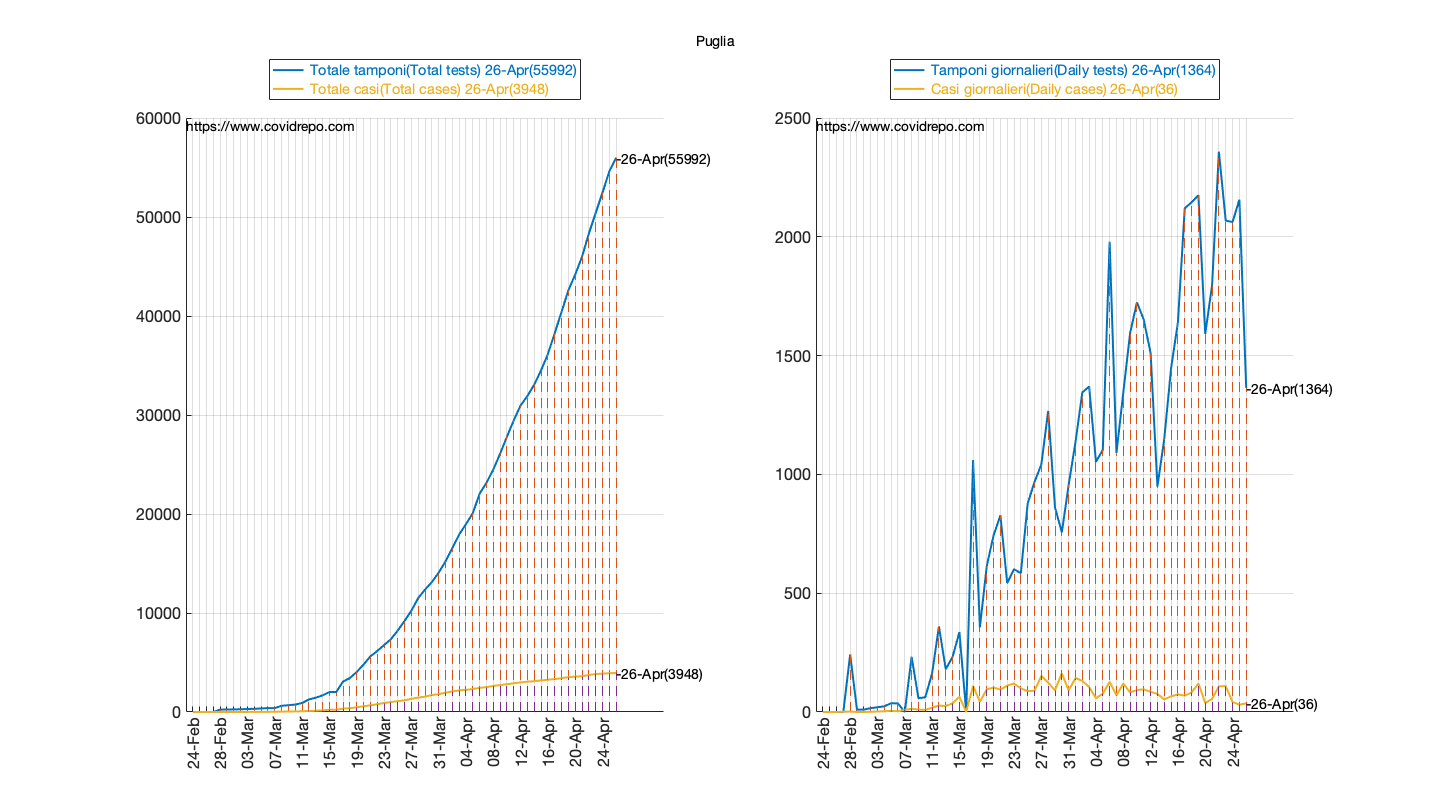 Puglia
Totale tamponi(Total tests) 26-Apr(55992)
Totale casi(Total cases) 26-Apr(3948)
https://www.covidrepo.com
60000
50000
40000
30000
20000
10000
0
26-Apr(55992)
26-Apr(3948)
24-Feb
28-Feb
03-Mar
07-Mar
11-Mar
15-Mar
19-Mar
23-Mar
27-Mar
31-Mar
04-Apr
08-Apr
12-Apr
16-Apr
20-Apr
24-Apr
Tamponi giornalieri(Daily tests) 26-Apr(1364)
Casi giornalieri(Daily cases) 26-Apr(36)
https://www.covidrepo.com
2500
2000
1500
1000
500
0
26-Apr(1364)
26-Apr(36)
24-Feb
28-Feb
03-Mar
07-Mar
11-Mar
15-Mar
19-Mar
23-Mar
27-Mar
31-Mar
04-Apr
08-Apr
12-Apr
16-Apr
20-Apr
24-Apr